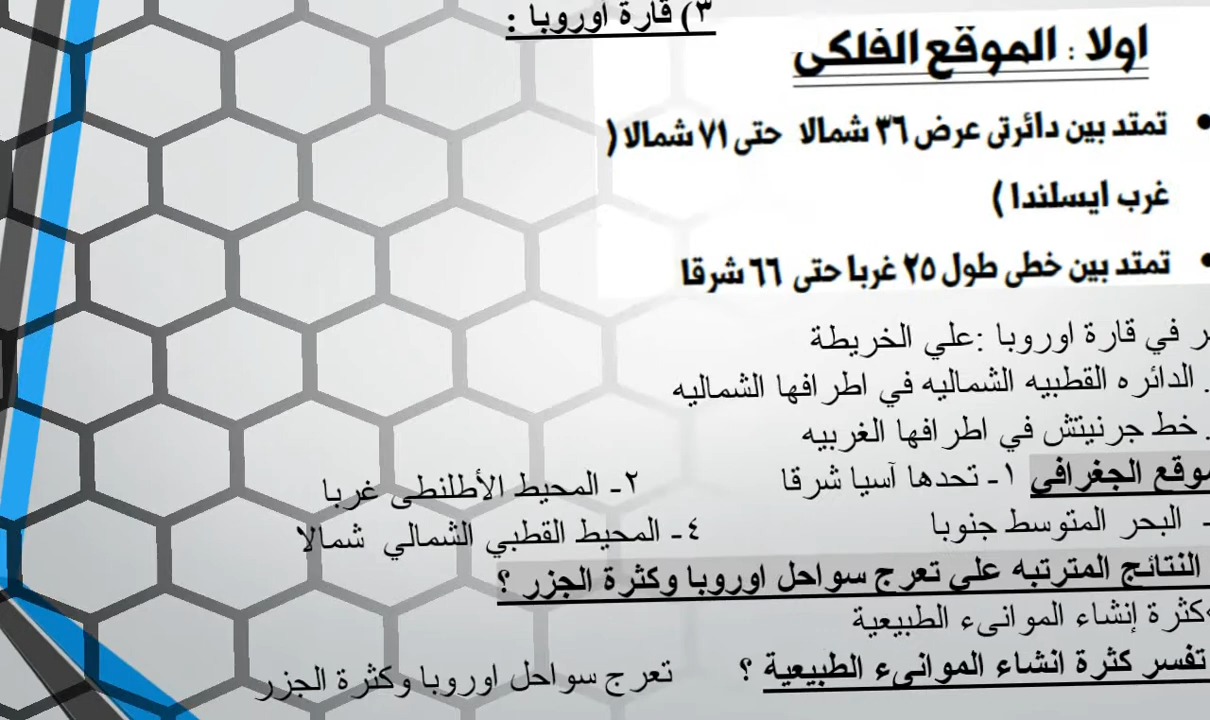 ٣) قارة اوروبا :
اولا : الموقع الفلكى
• تمتد بين دائرتى عرض ٣٦ شمالا حتى ٧١ شمالا (
غرب ايسلندا )
• تمتد بين خطى طول ٢٥ غربا حتى ٦٦ شرقا
في قارة اوروبا :علي الخريطة
الدائره القطبيه الشماليه في اطرافها الشماليه
خط جرنيتش في اطرافها الغربيه
الجغرافي ١- تحدها آسيا شرقا ٢- المحيط الأطلنطى غربا
- البحر المتوسط جنوبا ٤- المحيط القطبي الشمالي شمالا
النتائج المترتبه علي تعرج سواحل اوروبا وكثرة الجزر ؟
كثرة إنشاء الموانىء الطبيعية
تفسر كثرة انشاء الموانىء الطبيعية ؟ تعرج سواحل اوروبا وكثرة الجزر